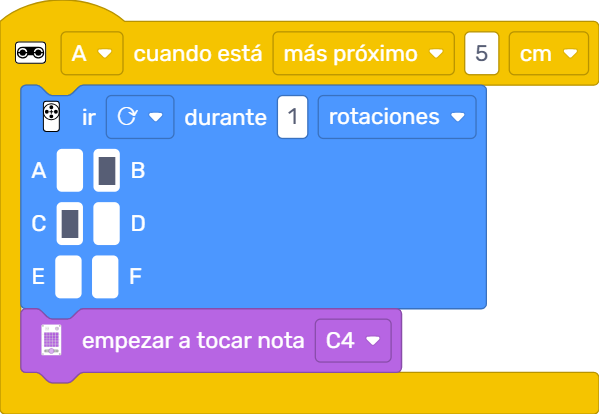 A cuando está más próximo 5 cm
ir durante 1 rotaciones
A B
C D
E F
empezar a tocar nota C4